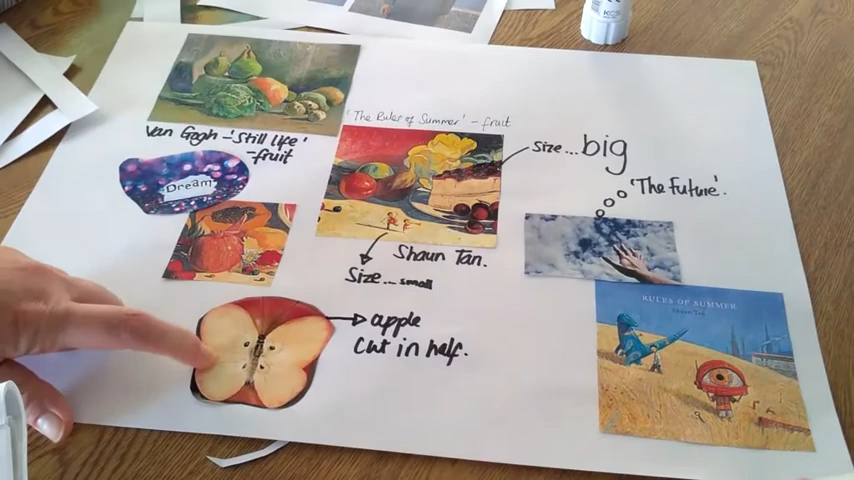 Van Gogh - 'Still life'
- fruit
'The Rules of Summer' - fruit
Size...big
'The Future'.
Dream
Shaun Tan.
Size...small
apple
Cut in half.
RULES OF SUMMER
Shaun Tan